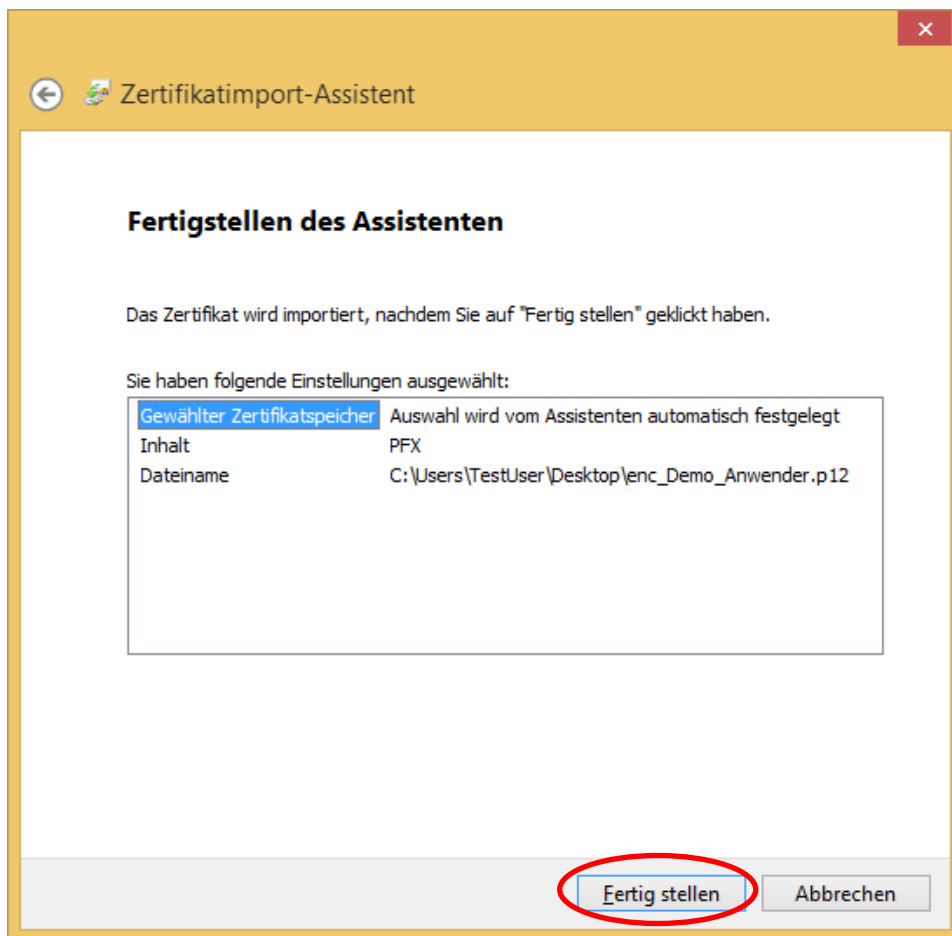 Zertifikatimport-Assistent
Fertigstellen des Assistenten
Das Zertifikat wird importiert, nachdem Sie auf "Fertig stellen" geklickt haben.
Sie haben folgende Einstellungen ausgewählt:
Gewählter Zertifikatspeicher Auswahl wird vom Assistenten automatisch festgelegt
Inhalt PFX
Dateiname C:\Users\TestUser\Desktop\enc_Demo_Anwender.p12
Fertig stellen Abbrechen